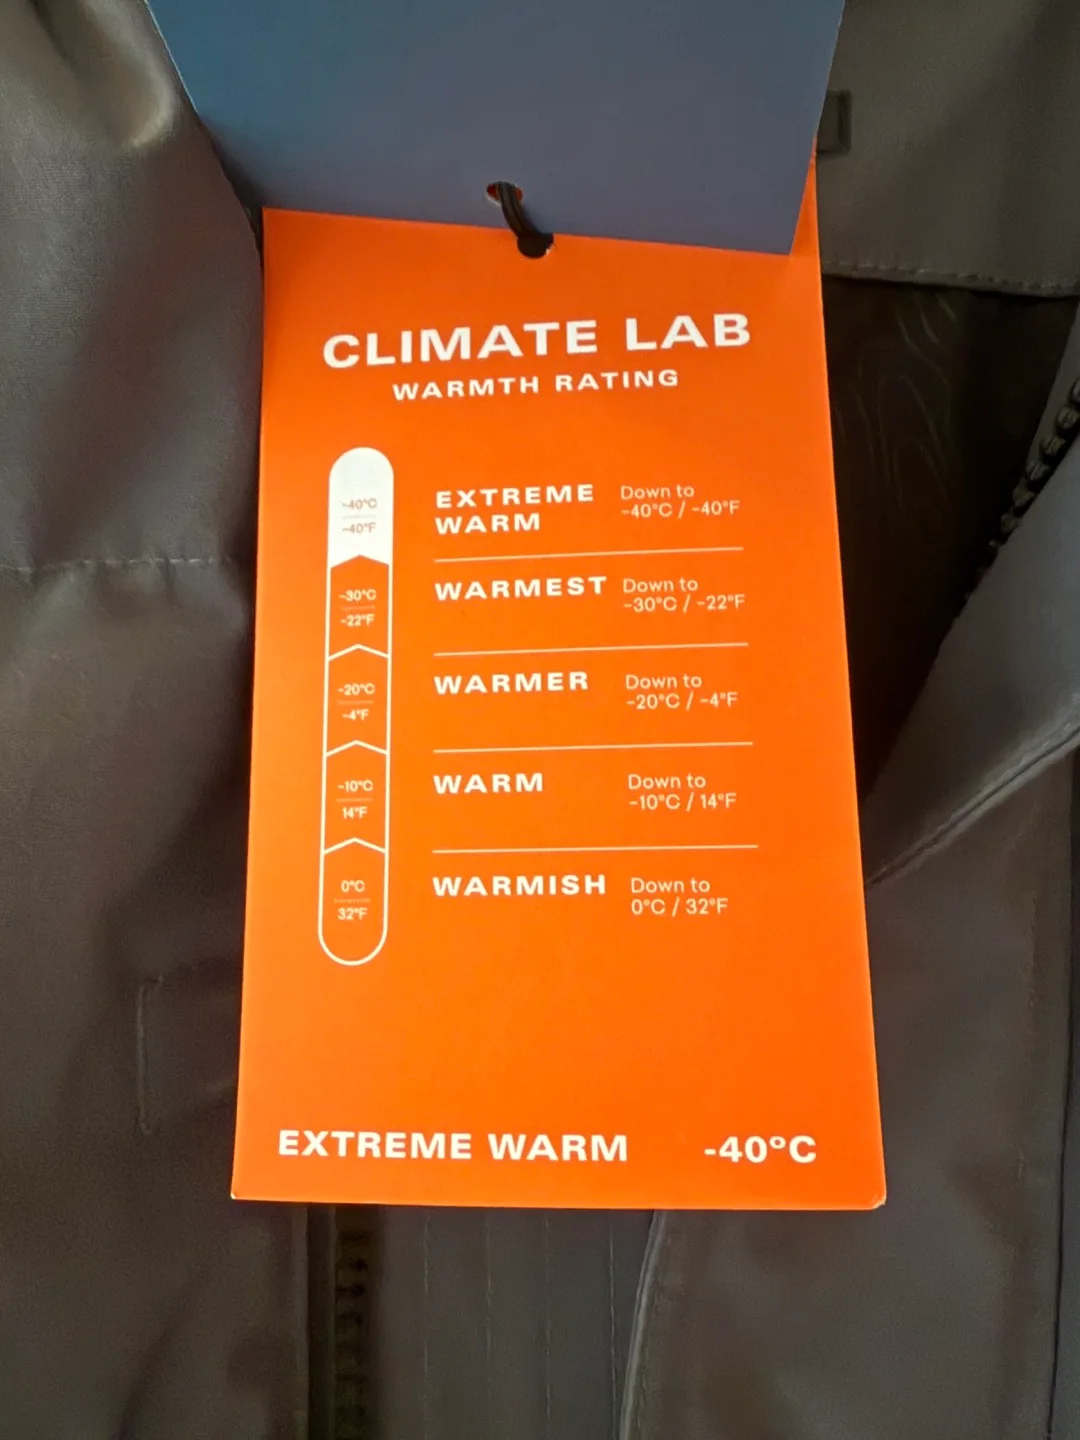 CLIMATE LAB
WARMTH RATING
-40°C
-40°F
-30°C
-22°F
-20°C
-4°F
-10°C
14°F
0°C
32°F
EXTREME
WARM
Down to
-40°C / -40°F
WARMEST
Down to
-30°C / -22°F
WARMER
Down to
-20°C / -4°F
WARM
Down to
-10°C / 14°F
WARMISH
Down to
0°C / 32°F
EXTREME WARM -40°C